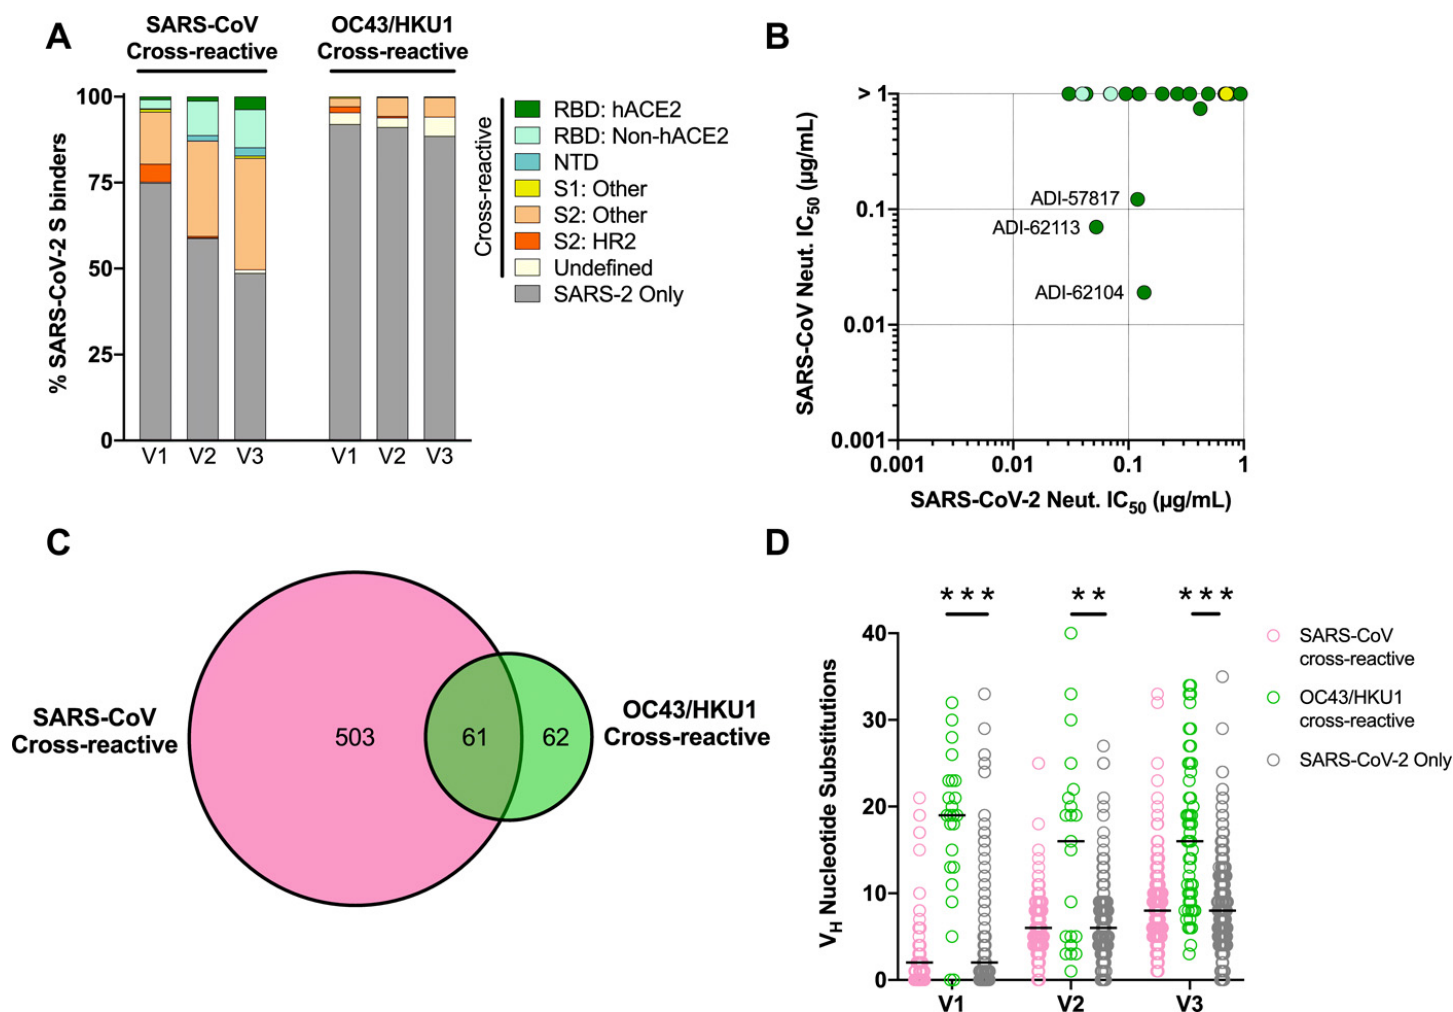 A
SARS-CoV
Cross-reactive
OC43/HKU1
Cross-reactive
% SARS-CoV-2 S binders
100
75
50
25
0
V1
V2
V3
V1
V2
V3
Cross-reactive
RBD: hACE2
RBD: Non-hACE2
NTD
S1: Other
S2: Other
S2: HR2
Undefined
SARS-2 Only
B
SARS-CoV Neut. IC50 (µg/mL)
> 1
0.1
0.01
0.001
ADI-57817
ADI-62113
ADI-62104
0.001
0.01
0.1
1
SARS-CoV-2 Neut. IC50 (µg/mL)
C
SARS-CoV
Cross-reactive
503
61
62
OC43/HKU1
Cross-reactive
D
VH Nucleotide Substitutions
40
30
20
10
0
***
**
***
V1
V2
V3
SARS-CoV
cross-reactive
OC43/HKU1
cross-reactive
SARS-CoV-2 Only